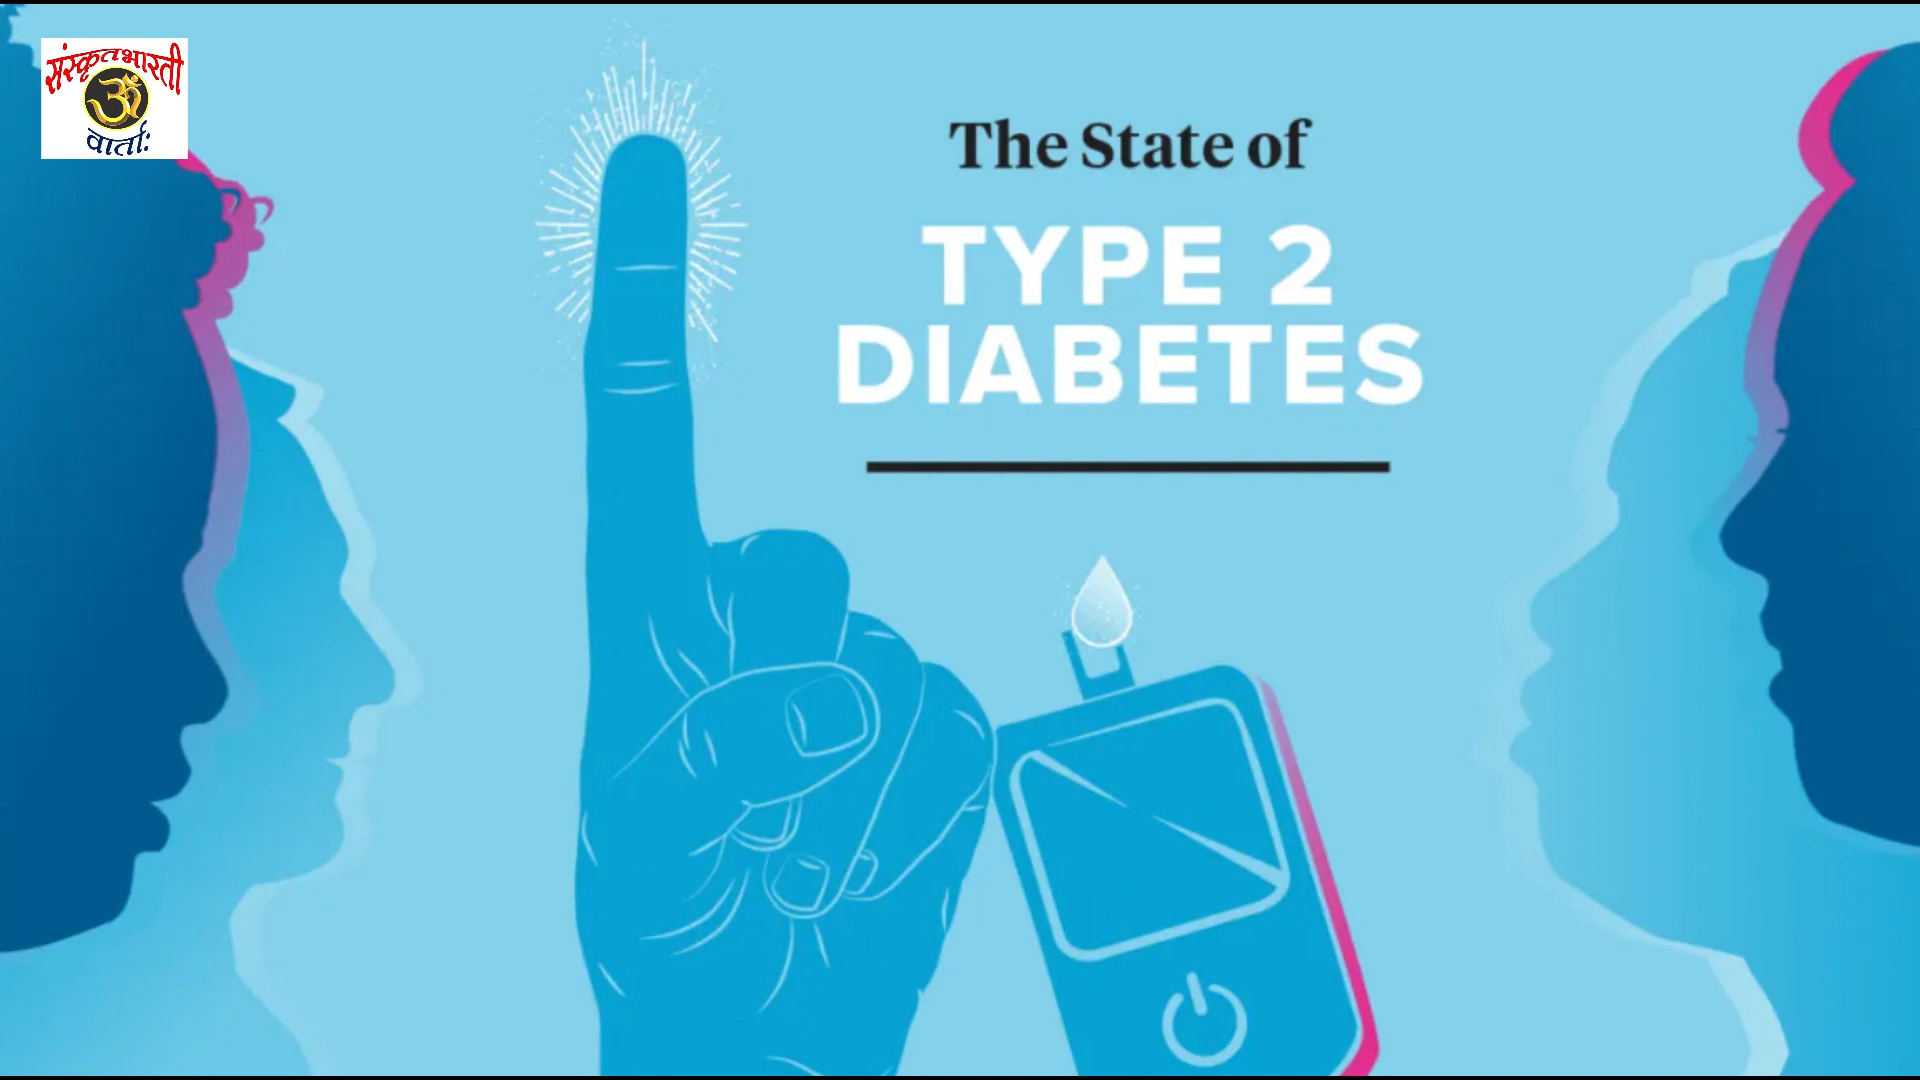 संस्कृतभारती
ॐ
वार्ताः
The State of
TYPE 2
DIABETES